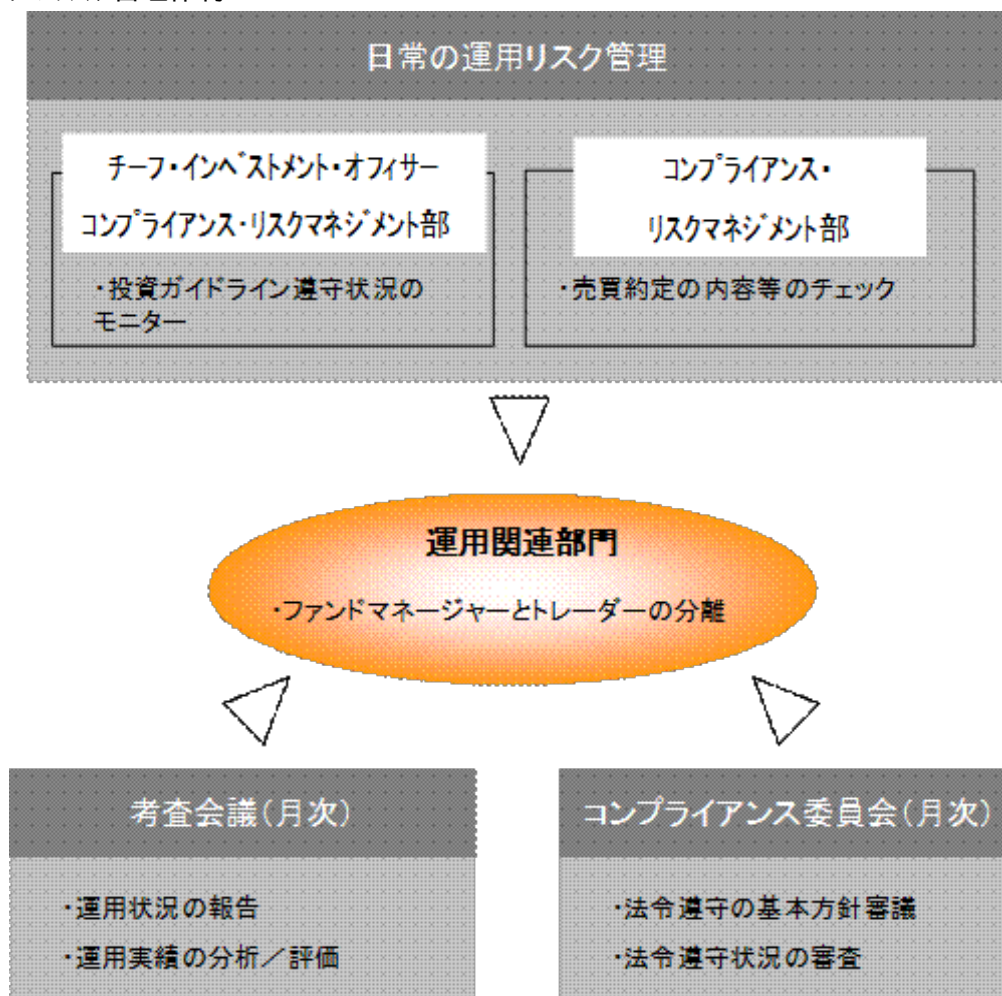 日常の運用リスク管理
チーフ・インベストメント・オフィサー
コンプライアンス・リスクマネジメント部
・投資ガイドライン遵守状況の
モニター
コンプライアンス・
リスクマネジメント部
・売買約定の内容等のチェック
運用関連部門
・ファンドマネージャーとトレーダーの分離
考査会議(月次)
・運用状況の報告
・運用実績の分析／評価
コンプライアンス委員会(月次)
・法令遵守の基本方針審議
・法令遵守状況の審査